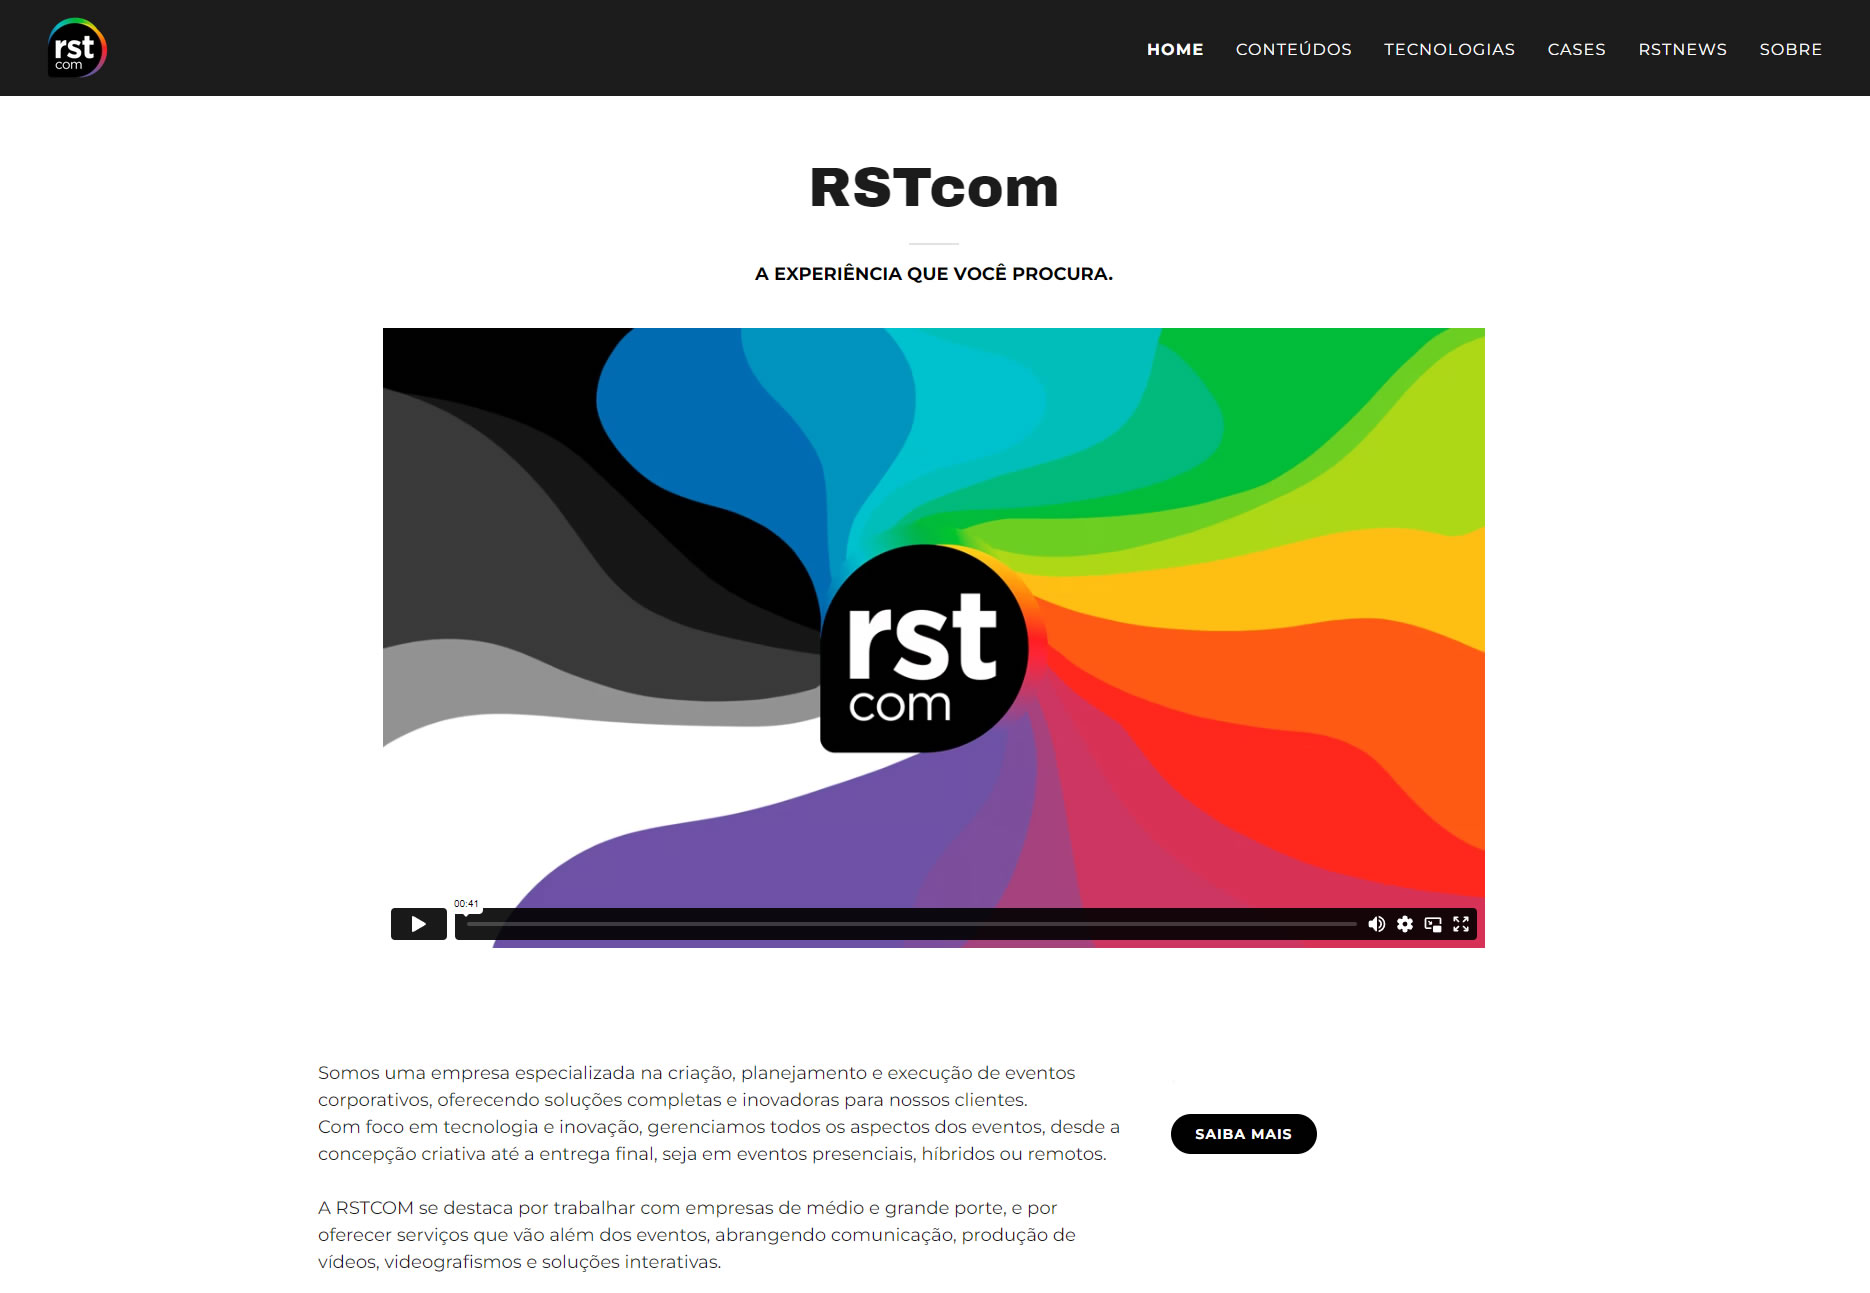 rst
com
HOME CONTEÚDOS TECNOLOGIAS CASES RSTNEWS SOBRE
RSTcom
A EXPERIÊNCIA QUE VOCÊ PROCURA.
rst
com
00:41
Somos uma empresa especializada na criação, planejamento e execução de eventos
corporativos, oferecendo soluções completas e inovadoras para nossos clientes.
Com foco em tecnologia e inovação, gerenciamos todos os aspectos dos eventos, desde a
concepção criativa até a entrega final, seja em eventos presenciais, híbridos ou remotos.
SAIBA MAIS
A RSTCOM se destaca por trabalhar com empresas de médio e grande porte, e por
oferecer serviços que vão além dos eventos, abrangendo comunicação, produção de
vídeos, videografismos e soluções interativas.